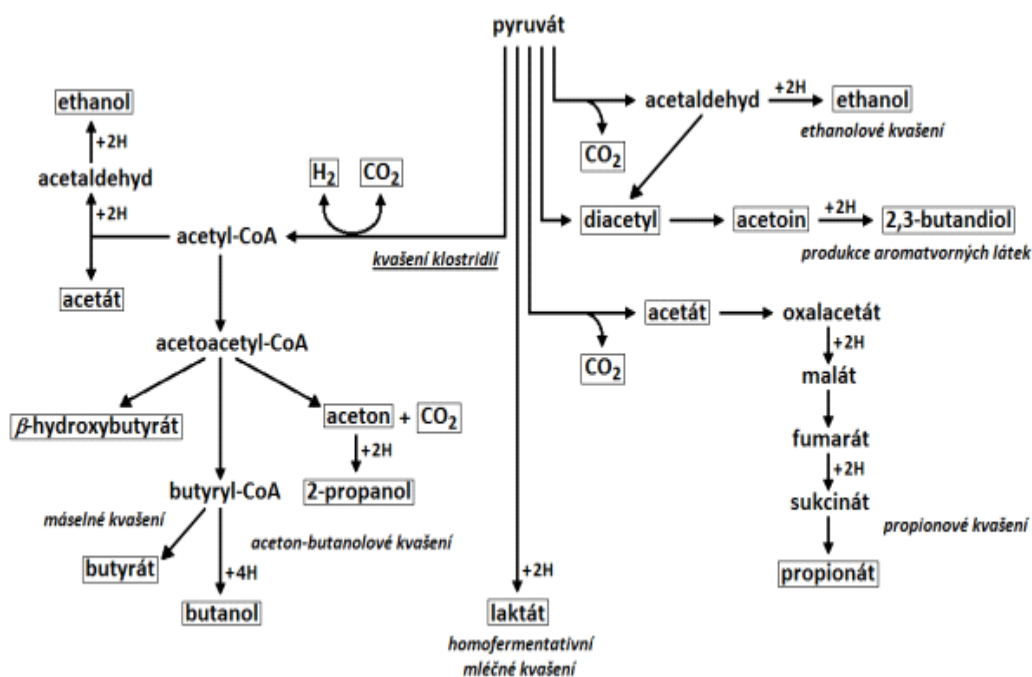 pyruvát
ethanol
+2H
acetaldehyd
+2H
acetyl-CoA
acetát
H₂
CO₂
kvašení klostridií
acetoacetyl-CoA
β-hydroxybutyrát
aceton + CO₂
+2H
2-propanol
butyryl-CoA
máselné kvašení
aceton-butanolové kvašení
butyrát
+4H
butanol
+2H
laktát
homofermentativní
mléčné kvašení
acetaldehyd
+2H
ethanol
ethanolové kvašení
CO₂
diacetyl
acetoin
+2H
2,3-butandiol
produkce aromatvorných látek
acetát
oxalacetát
CO₂
+2H
malát
fumarát
+2H
sukcinát
propionové kvašení
propionát